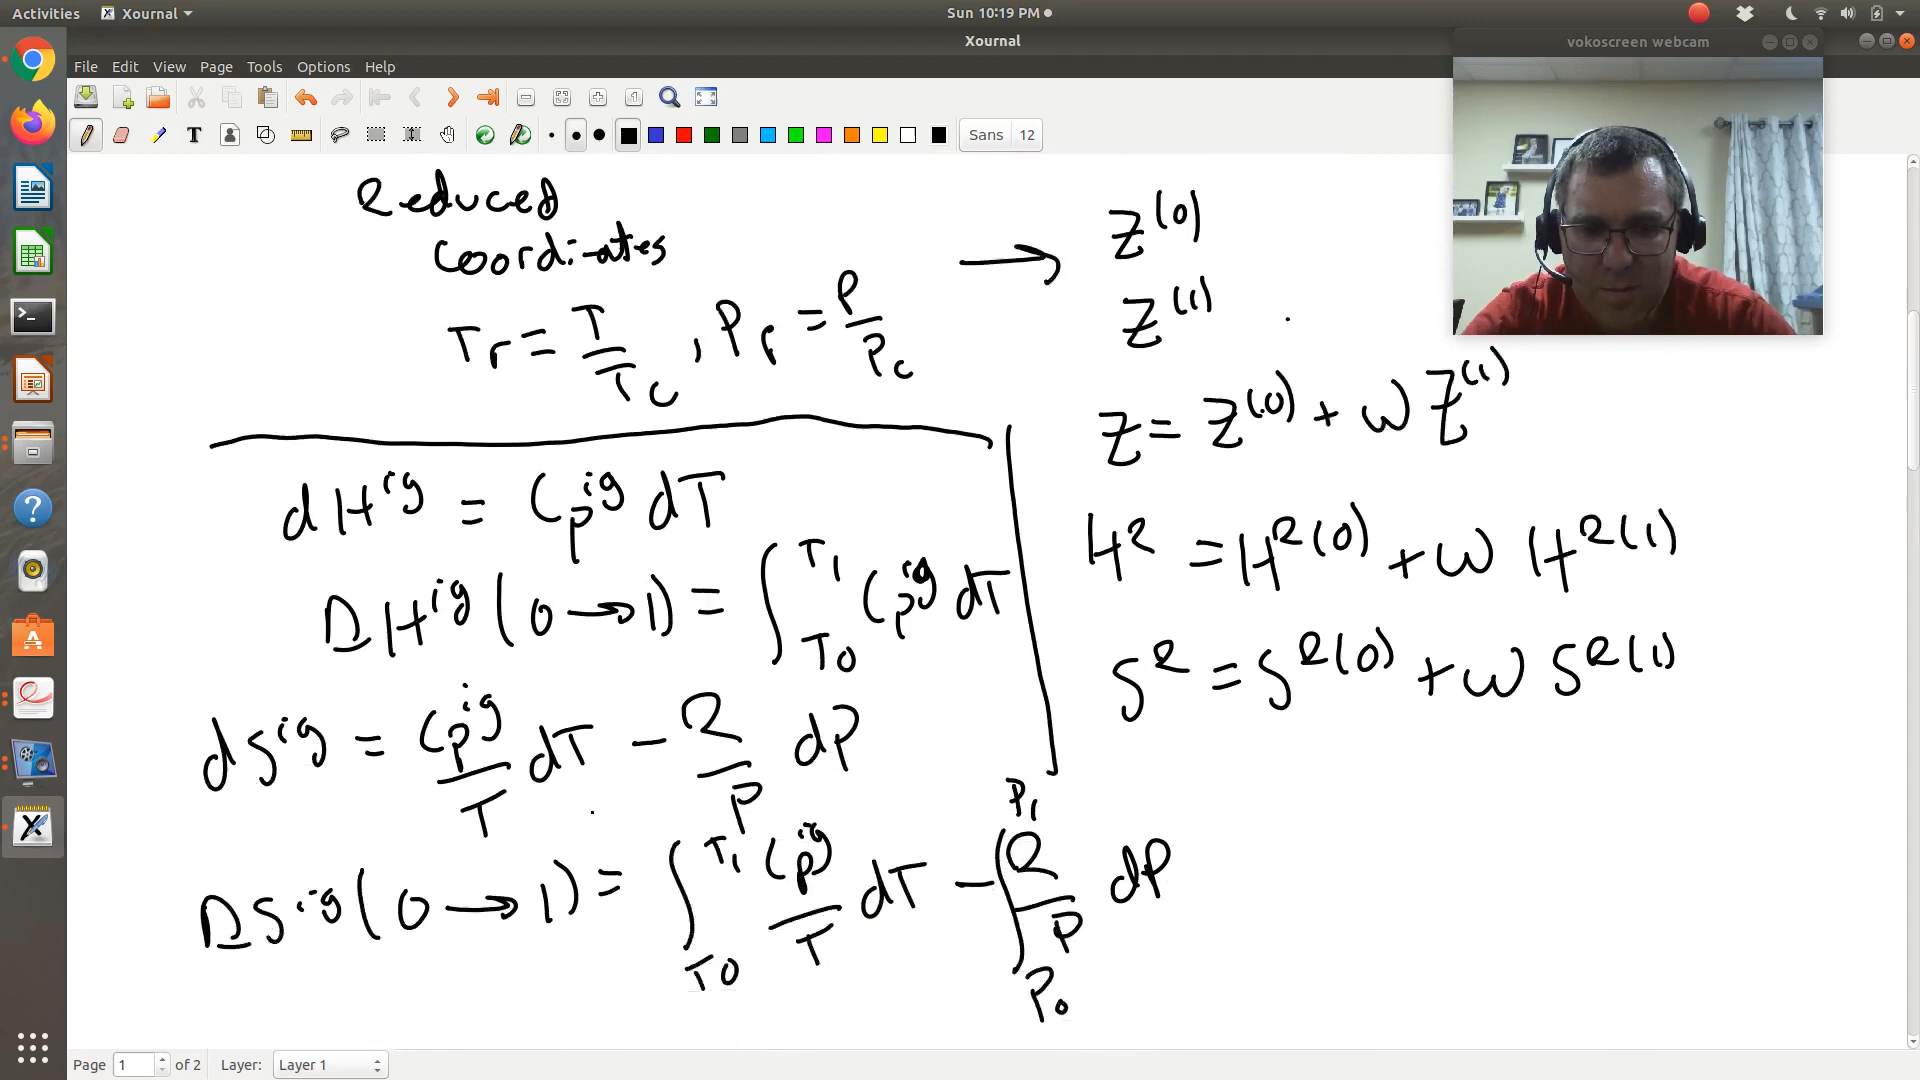 Activities Xournal Sun 10:19 PM
Xournal
vokoscreen webcam
File Edit View Page Tools Options Help
Sans 12
Reduced
coordinates
Tr = T/Tc , Pr = P/Pc
Z^(0)
Z^(1)
Z = Z^(0) + ω Z^(1)
H^R = H^R(0) + ω H^R(1)
S^R = S^R(0) + ω S^R(1)
dH^ig = Cp^ig dT
ΔH^ig (0 → 1) = ∫_T0^T1 Cp^ig dT
dS^ig = Cp^ig/T dT − R/P dP
ΔS^ig (0 → 1) = ∫_T0^T1 Cp^ig/T dT − ∫_P0^P1 R/P dP
Page 1 of 2 Layer: Layer 1